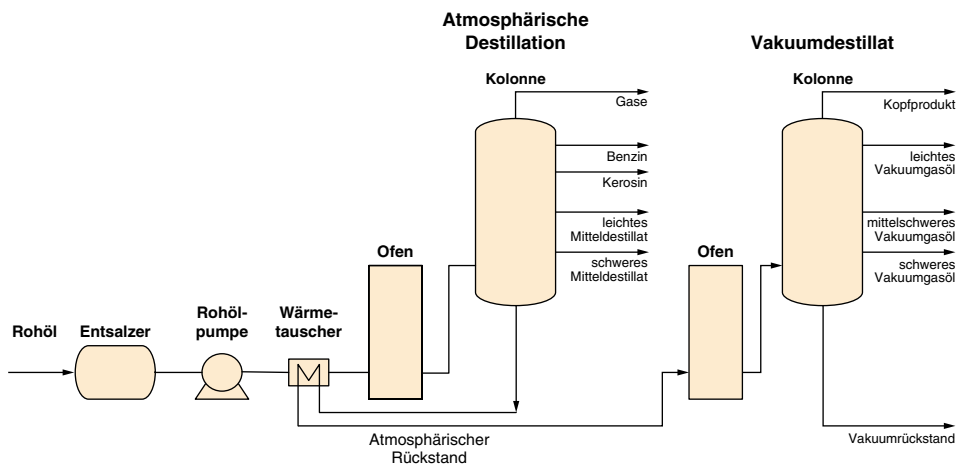 Atmosphärische
Destillation
Vakuumdestillat
Kolonne
Kolonne
Gase
Kopfprodukt
Benzin
leichtes
Vakuumgasöl
Kerosin
leichtes
Mitteldestillat
mittelschweres
Vakuumgasöl
Ofen
schweres
Mitteldestillat
Ofen
schweres
Vakuumgasöl
Rohöl
Entsalzer
Rohöl-
pumpe
Wärme-
tauscher
Atmosphärischer
Rückstand
Vakuumrückstand